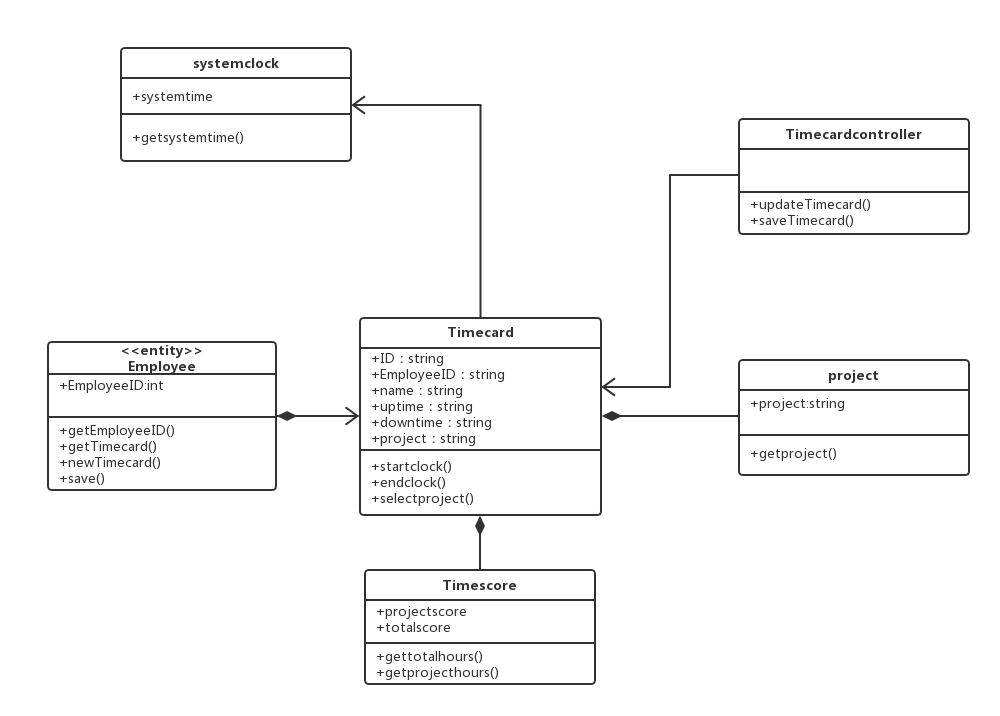 systemclock
+systemtime
+getsystemtime()
Timecardcontroller
+updateTimecard()
+saveTimecard()
Timecard
+ID : string
+EmployeeID : string
+name : string
+uptime : string
+downtime : string
+project : string
+startclock()
+endclock()
+selectproject()
<<entity>>
Employee
+EmployeeID:int
+getEmployeeID()
+getTimecard()
+newTimecard()
+save()
project
+project:string
+getproject()
Timescore
+projectscore
+totalscore
+gettotalhours()
+getprojecthours()